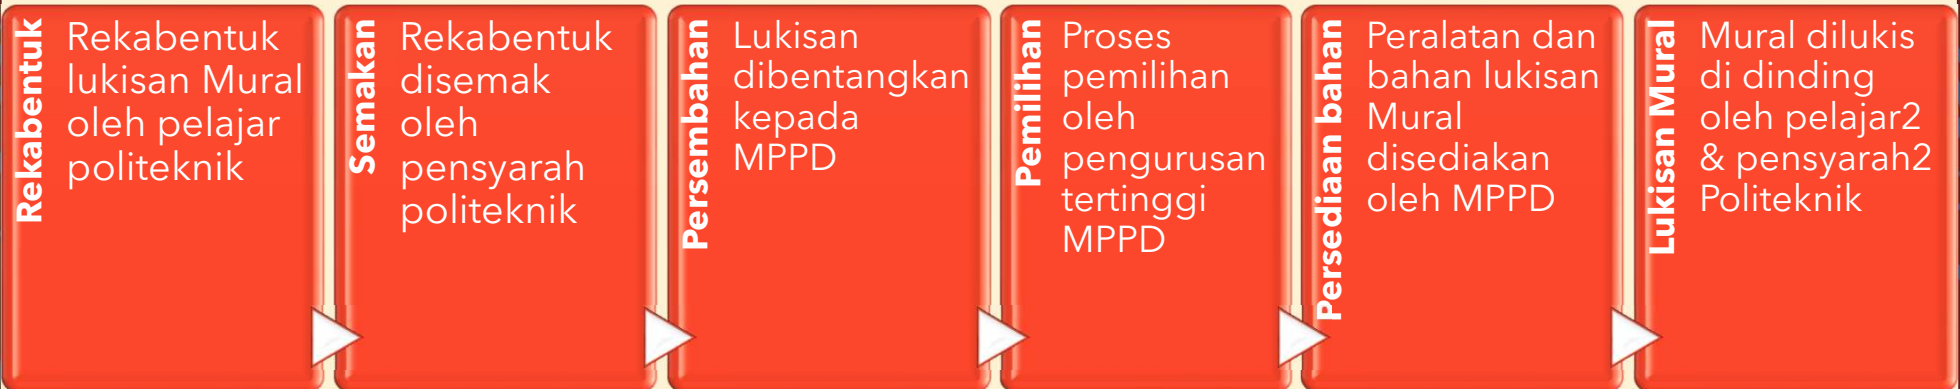 Rekabentuk
Rekabentuk
lukisan Mural
oleh pelajar
politeknik
Semakan
Rekabentuk
disemak
oleh
pensyarah
politeknik
Persembahan
Lukisan
dibentangkan
kepada
MPPD
Pemilihan
Proses
pemilihan
oleh
pengurusan
tertinggi
MPPD
Persediaan bahan
Peralatan dan
bahan lukisan
Mural
disediakan
oleh MPPD
Lukisan Mural
Mural dilukis
di dinding
oleh pelajar2
& pensyarah2
Politeknik